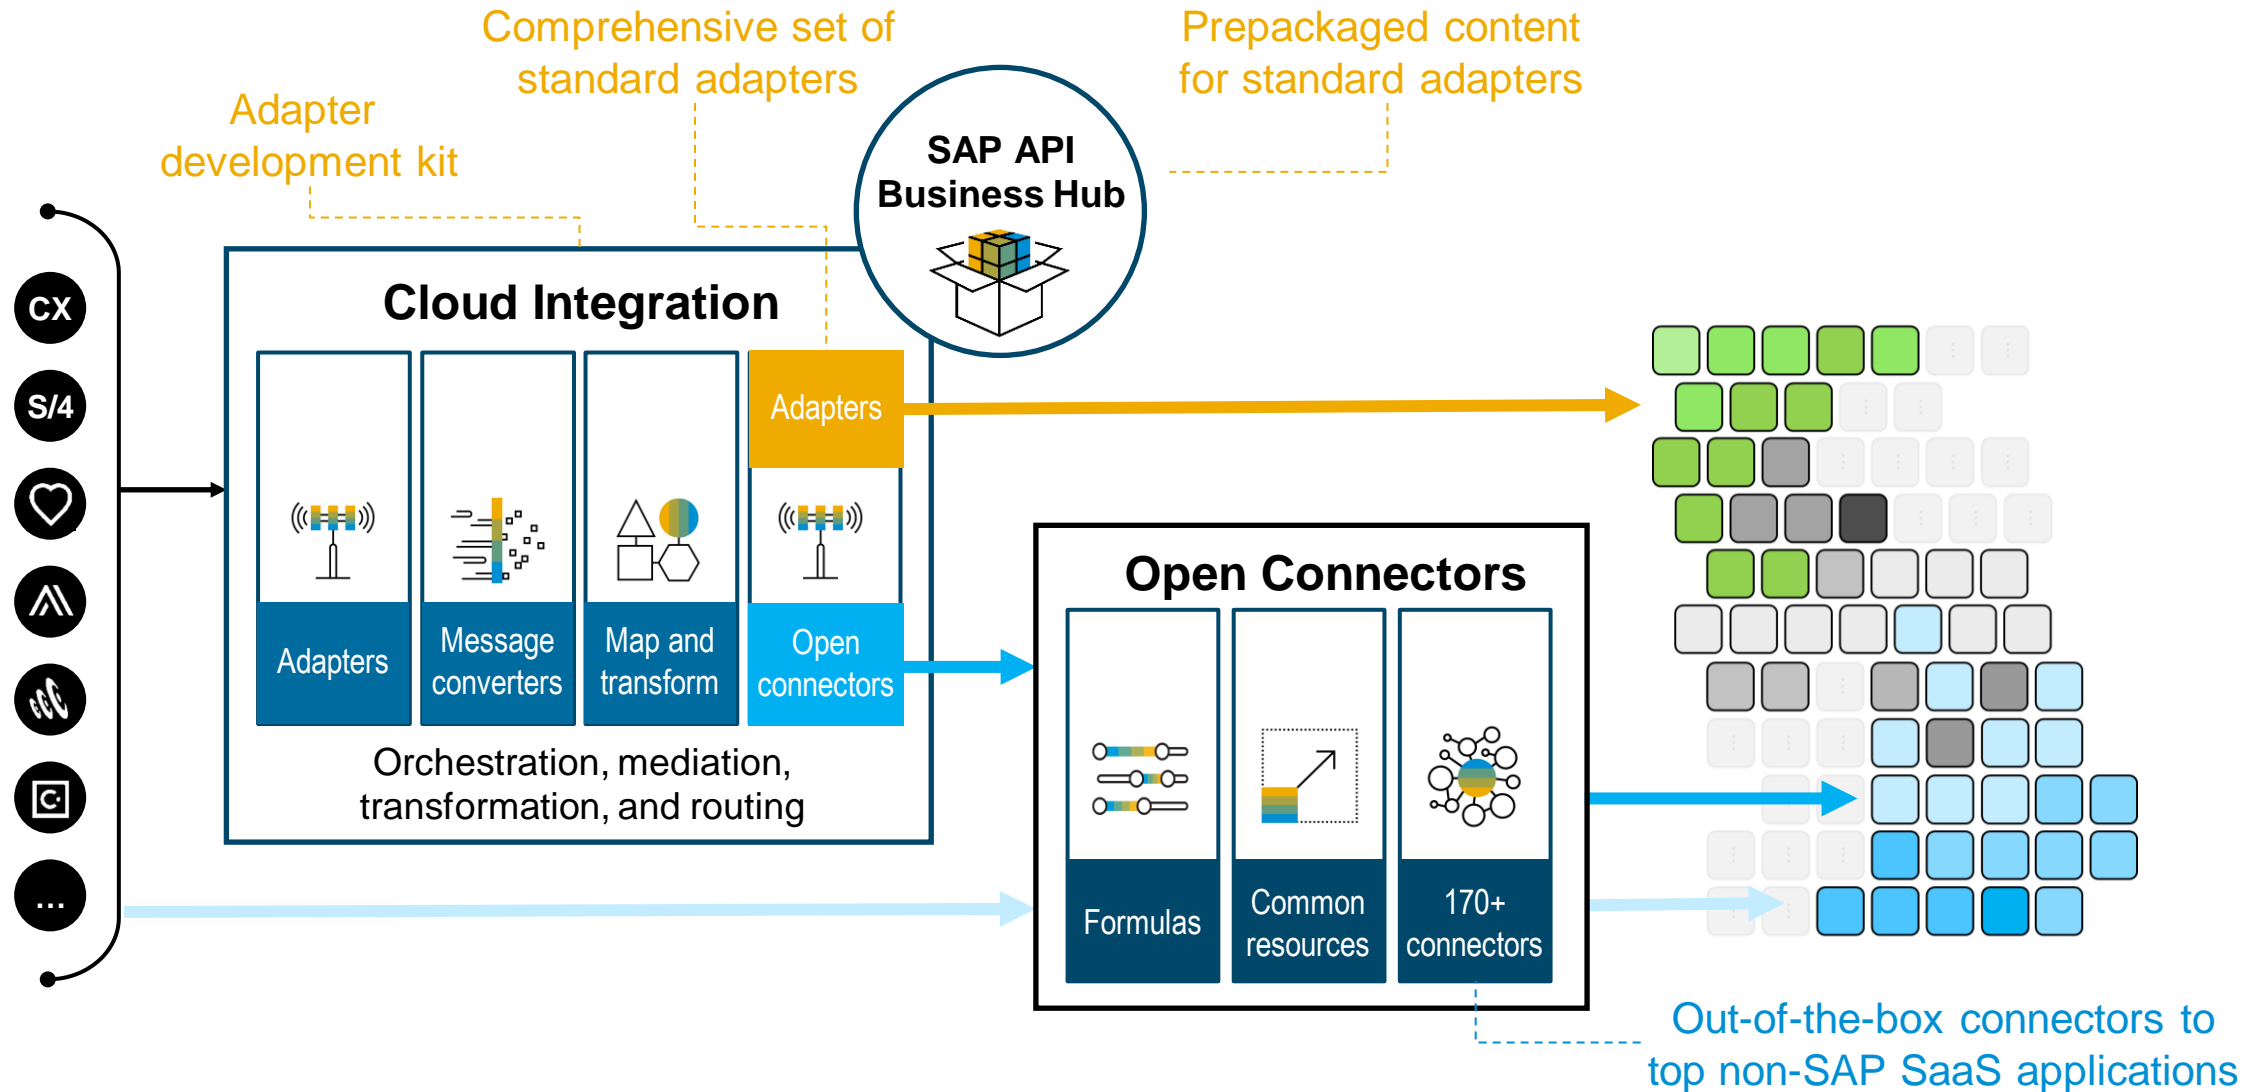 Comprehensive set of
standard adapters
Prepackaged content
for standard adapters
Adapter
development kit
SAP API
Business Hub
CX
S/4
...
Cloud Integration
Adapters
Adapters
Message
converters
Map and
transform
Open
connectors
Orchestration, mediation,
transformation, and routing
Open Connectors
Formulas
Common
resources
170+
connectors
Out-of-the-box connectors to
top non-SAP SaaS applications